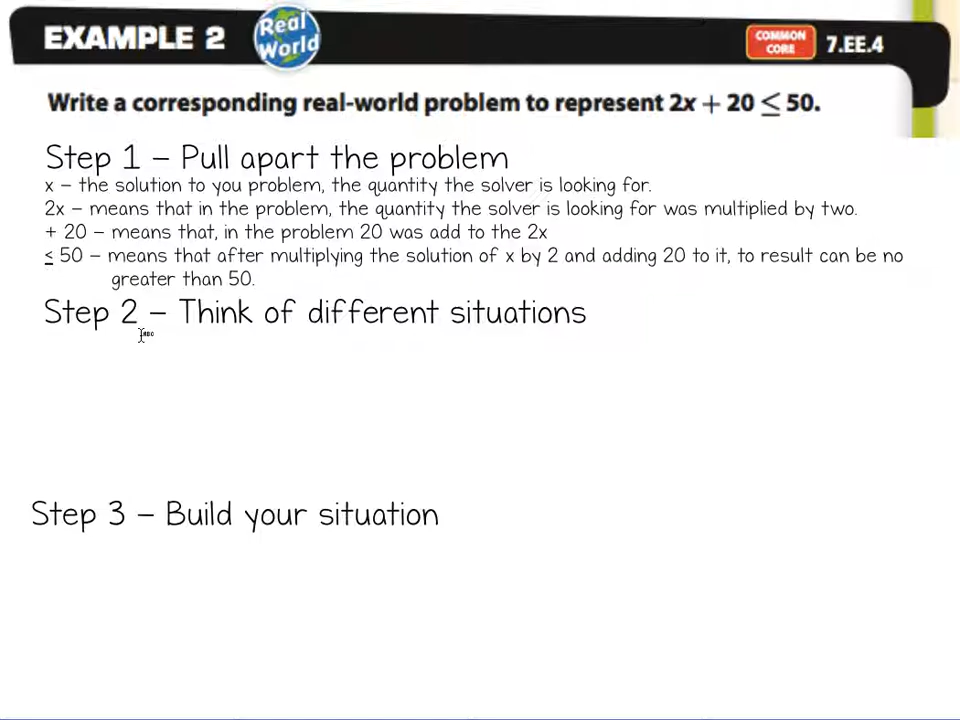 EXAMPLE 2
Real World
COMMON CORE
7.EE.4
Write a corresponding real-world problem to represent 2x + 20 ≤ 50.
Step 1 – Pull apart the problem
x – the solution to you problem, the quantity the solver is looking for.
2x – means that in the problem, the quantity the solver is looking for was multiplied by two.
+ 20 – means that, in the problem 20 was add to the 2x
≤ 50 – means that after multiplying the solution of x by 2 and adding 20 to it, to result can be no
greater than 50.
Step 2 – Think of different situations
Step 3 – Build your situation